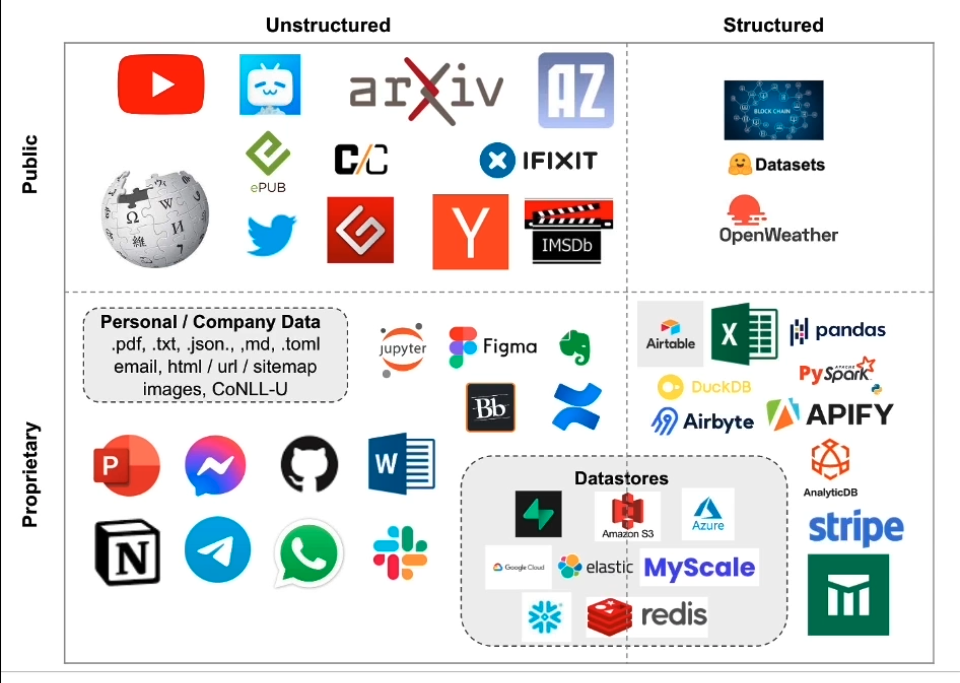 Unstructured
Structured
Public
arXiv
AZ
BLOCK CHAIN
ePUB
C/C
IFIXIT
Datasets
Ω W
維 И
Y
IMSDb
OpenWeather
Proprietary
Personal / Company Data
.pdf, .txt, .json., ,md, .toml
email, html / url / sitemap
images, CoNLL-U
jupyter
Figma
Airtable
X
pandas
APACHE
PySpark
Bb
DuckDB
Airbyte
APIFY
P
W
AnalyticDB
Datastores
Amazon S3
Azure
stripe
N
Google Cloud
elastic
MyScale
redis